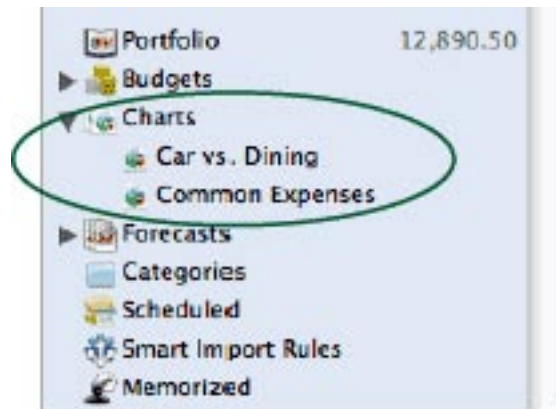 Portfolio 12,890.50
Budgets
Charts
Car vs. Dining
Common Expenses
Forecasts
Categories
Scheduled
Smart Import Rules
Memorized